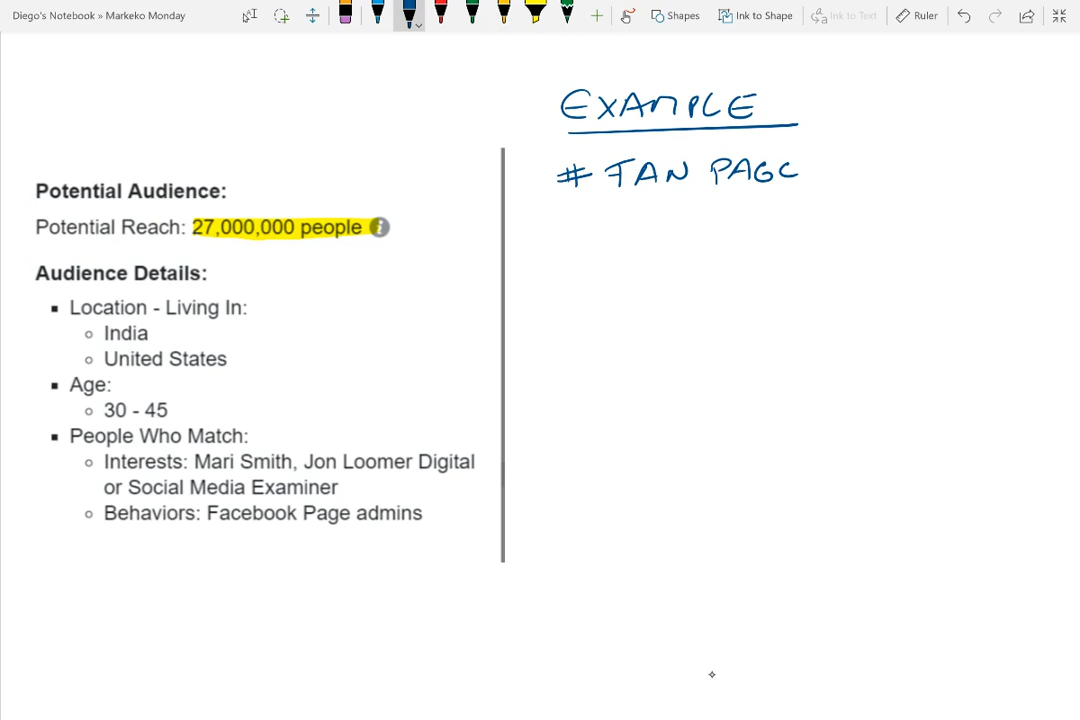 Diego's Notebook » Markeko Monday
Shapes
Ink to Shape
Ink to Text
Ruler
EXAMPLE
# FAN PAGE
Potential Audience:
Potential Reach: 27,000,000 people
Audience Details:
Location - Living In:
India
United States
Age:
30 - 45
People Who Match:
Interests: Mari Smith, Jon Loomer Digital
or Social Media Examiner
Behaviors: Facebook Page admins